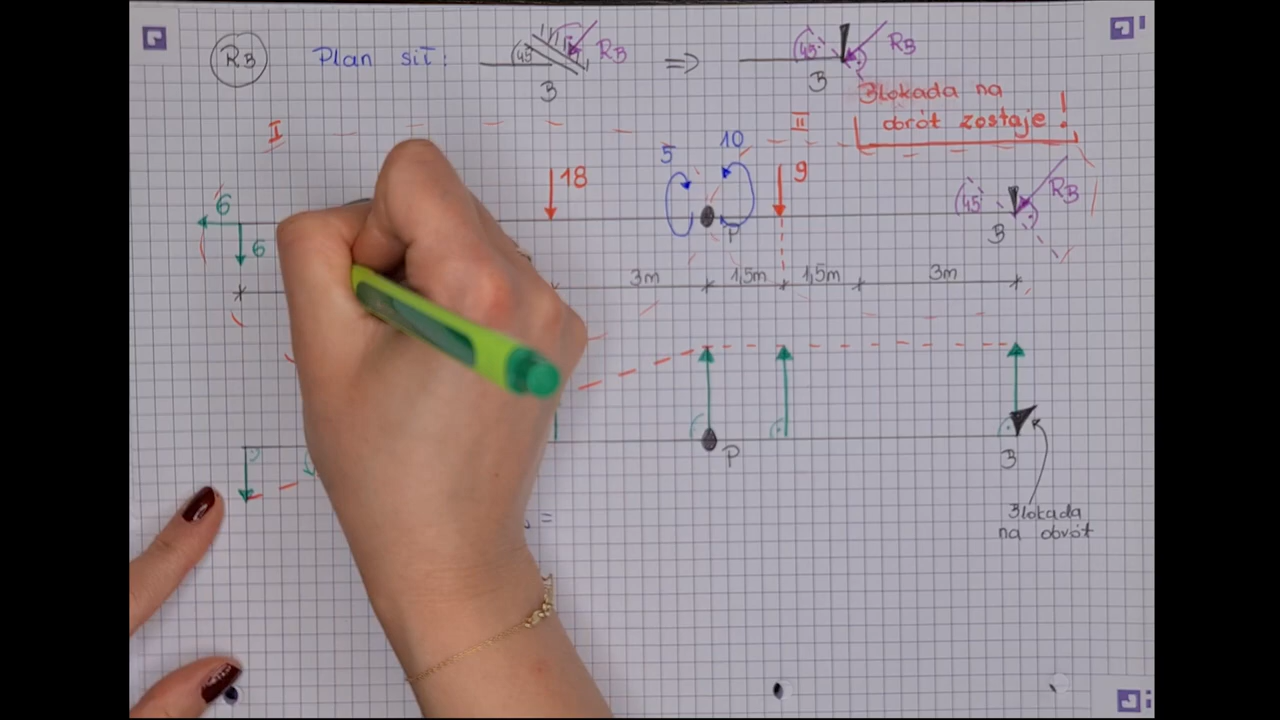 RB Plan sił: 45 RB ⇒ 45 RB
B B
Blokada na
obrót zostaje!
I II
5 10
6 18 9 45 RB
6 P B
3m 1,5m 1,5m 3m
P B
Blokada
na obrót
=